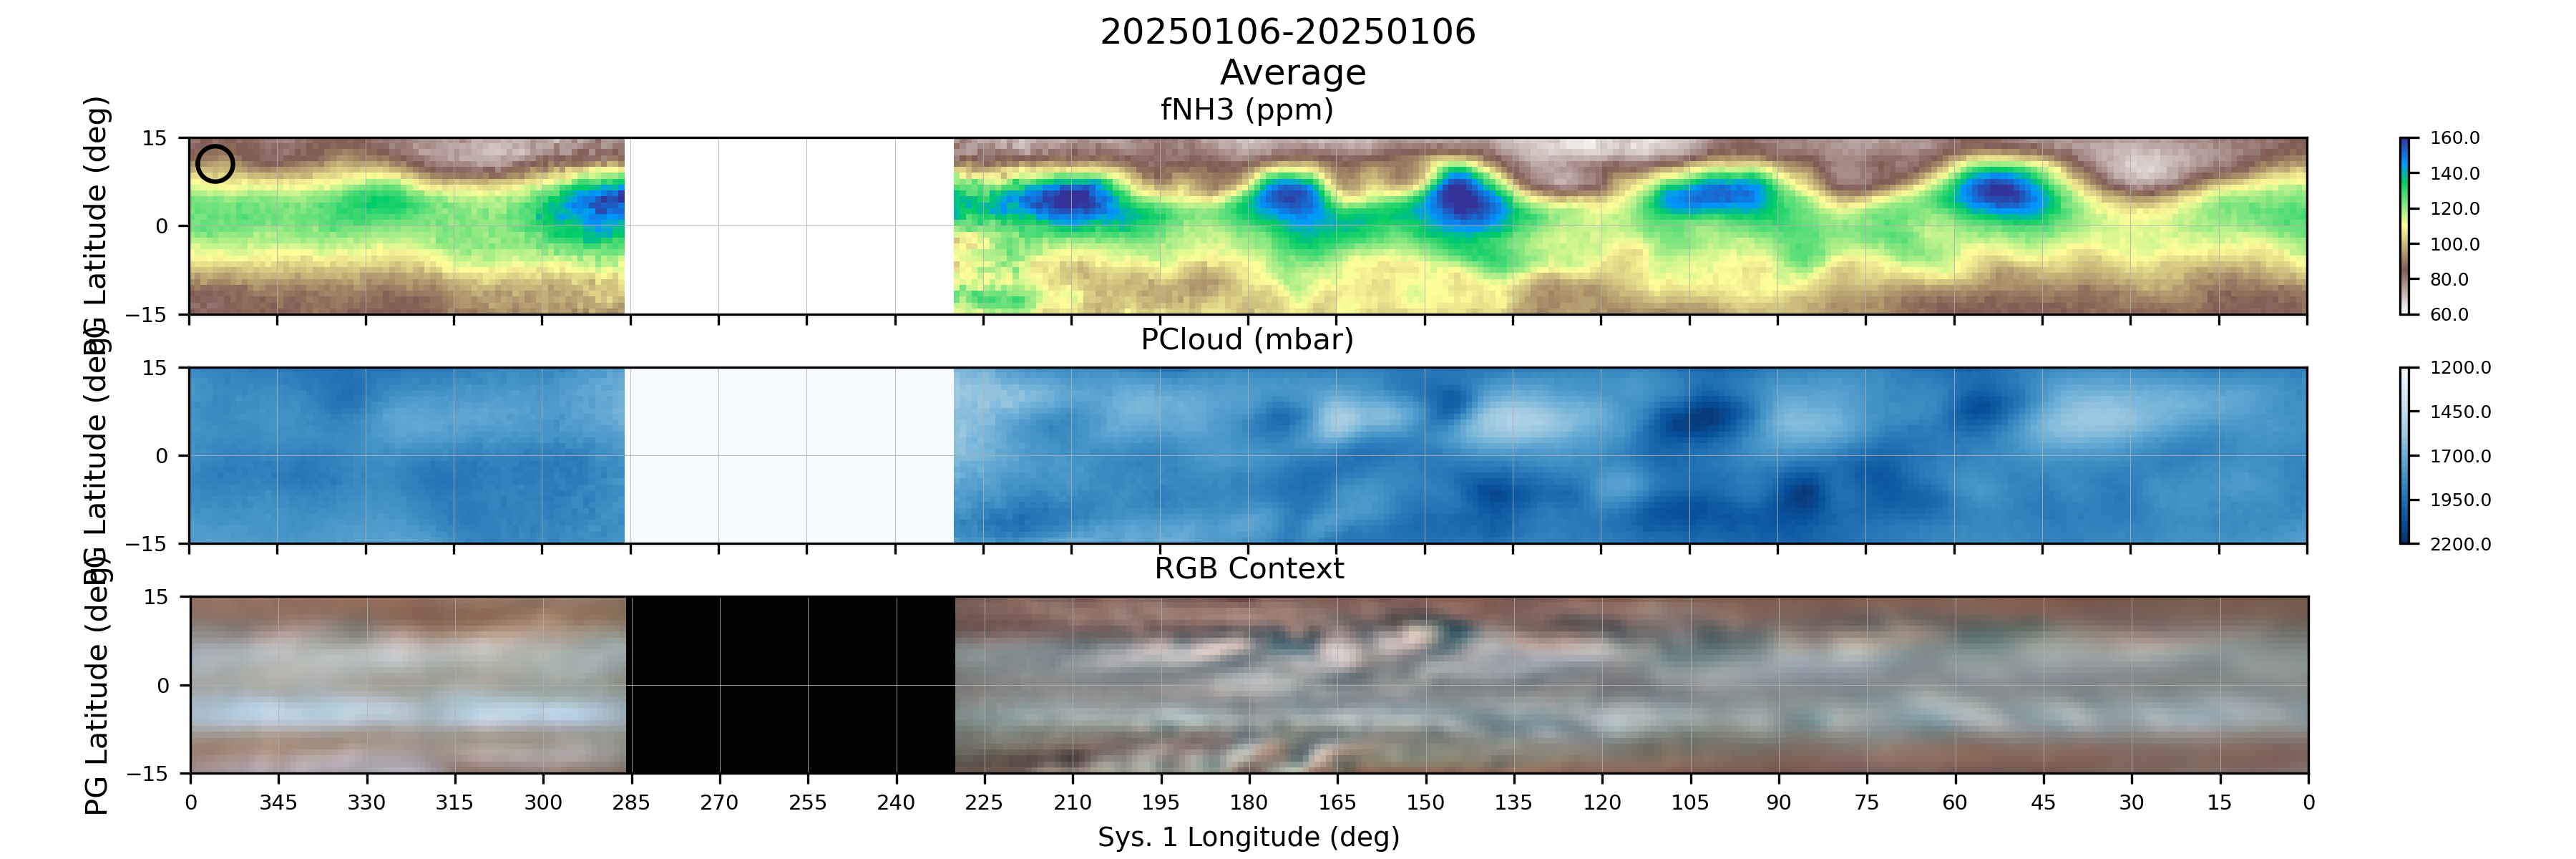 20250106-20250106
Average
fNH3 (ppm)
PG Latitude (deg)
15
0
−15
160.0
140.0
120.0
100.0
80.0
60.0
PCloud (mbar)
PG Latitude (deg)
15
0
−15
1200.0
1450.0
1700.0
1950.0
2200.0
RGB Context
PG Latitude (deg)
15
0
−15
0 345 330 315 300 285 270 255 240 225 210 195 180 165 150 135 120 105 90 75 60 45 30 15 0
Sys. 1 Longitude (deg)